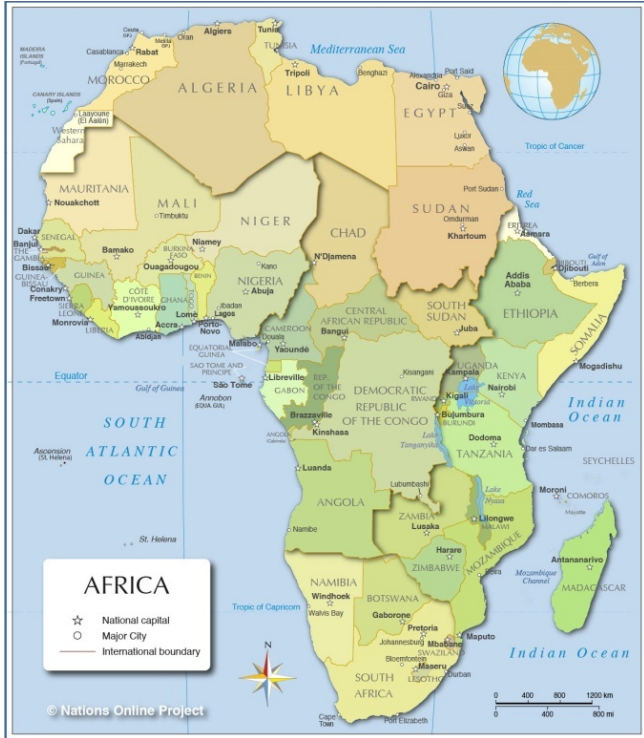 MADEIRA
ISLANDS
(Portugal)
Ceuta
(SP.)
Melilla
(SP.)
Oran
Algiers
Tunis
TUNISIA
Mediterranean Sea
Casablanca
Rabat
Marrakech
MOROCCO
Tripoli
Benghazi
Alexandria
Port Said
Cairo
Giza
Suez
CANARY ISLANDS
(Spain)
Laayoune
(El Aaiún)
Western
Sahara
ALGERIA
LIBYA
EGYPT
Luxor
Aswan
Tropic of Cancer
MAURITANIA
Nouakchott
MALI
Timbuktu
NIGER
CHAD
SUDAN
Port Sudan
Red
Sea
Omdurman
Khartoum
ERITREA
Asmara
Dakar
SENEGAL
Banjul
THE
GAMBIA
Bissau
GUINEA-
BISSAU
GUINEA
Bamako
BURKINA
FASO
Ouagadougou
Niamey
Kano
N'Djamena
NIGERIA
Abuja
BENIN
TOGO
GHANA
CÔTE
D'IVOIRE
Yamoussoukro
Conakry
Freetown
SIERRA
LEONE
Monrovia
LIBERIA
Abidjan
Accra
Lomé
Porto-
Novo
Ibadan
Lagos
DJIBOUTI
Djibouti
Gulf of
Aden
Berbera
Addis
Ababa
ETHIOPIA
SOMALIA
Mogadishu
SOUTH
SUDAN
Juba
CENTRAL
AFRICAN REPUBLIC
Bangui
CAMEROON
Douala
Malabo
Yaoundé
EQUATORIAL
GUINEA
SAO TOME AND
PRINCIPE
São Tome
Equator
Gulf of Guinea
Annobon
(EQUA. GUI.)
Libreville
GABON
REP.
OF THE
CONGO
Kisangani
DEMOCRATIC
REPUBLIC
OF THE CONGO
Brazzaville
Kinshasa
ANGOLA
(Cabinda)
UGANDA
Kampala
Lake
Victoria
KENYA
Nairobi
RWANDA
Kigali
Bujumbura
BURUNDI
Mombasa
Indian
Ocean
Dodoma
TANZANIA
Dar es Salaam
Lake
Tanganyika
SEYCHELLES
SOUTH
ATLANTIC
OCEAN
Ascension
(St. Helena)
Luanda
ANGOLA
Namibe
Lubumbashi
ZAMBIA
Lusaka
Lake
Nyasa
Lilongwe
MALAWI
Moroni
COMOROS
Mayotte
St. Helena
Harare
ZIMBABWE
MOZAMBIQUE
Beira
Mozambique
Channel
Antananarivo
MADAGASCAR
NAMIBIA
Windhoek
Walvis Bay
Tropic of Capricorn
BOTSWANA
Gaborone
Pretoria
Johannesburg
Mbabane
SWAZILAND
Maputo
Bloemfontein
Maseru
LESOTHO
Durban
SOUTH
AFRICA
Cape
Town
Port Elizabeth
Indian Ocean
AFRICA
National capital
Major City
International boundary
N
© Nations Online Project
0 400 800 1200 km
0 400 800 mi